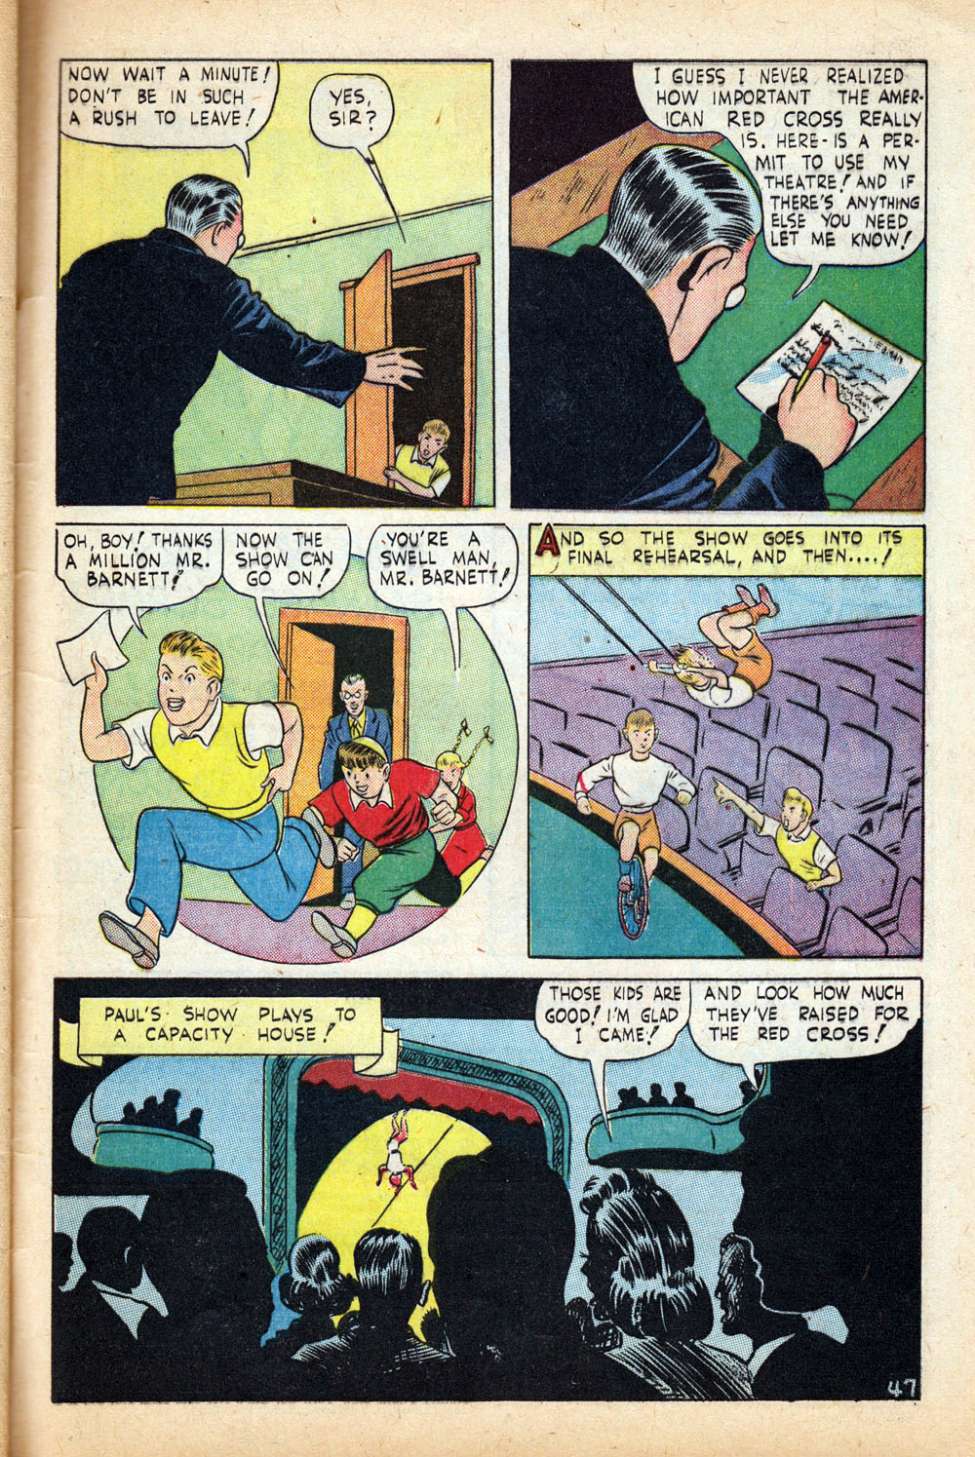 NOW WAIT A MINUTE!
DON'T BE IN SUCH
A RUSH TO LEAVE!
YES,
SIR?
I GUESS I NEVER REALIZED
HOW IMPORTANT THE AMER-
ICAN RED CROSS REALLY
IS. HERE-IS A PER-
MIT TO USE MY
THEATRE! AND IF
THERE'S ANYTHING
ELSE YOU NEED
LET ME KNOW!
OH, BOY! THANKS
A MILLION MR.
BARNETT!
NOW THE
SHOW CAN
GO ON!
YOU'RE A
SWELL MAN,
MR. BARNETT!
AND SO THE SHOW GOES INTO ITS
FINAL REHEARSAL, AND THEN....!
PAUL'S SHOW PLAYS TO
A CAPACITY HOUSE!
THOSE KIDS ARE
GOOD! I'M GLAD
I CAME!
AND LOOK HOW MUCH
THEY'VE RAISED FOR
THE RED CROSS!
47